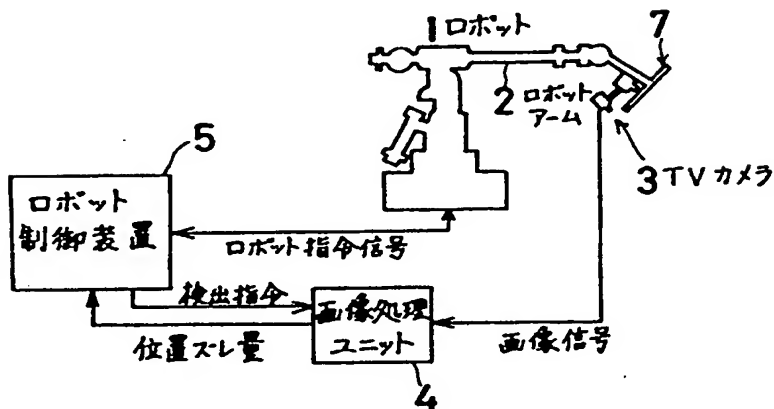 1 ロボット
7
2 ロボット
アーム
3 TVカメラ
5
ロボット
制御装置
ロボット指令信号
検出指令
画像処理
ユニット
位置ズレ量
画像信号
4